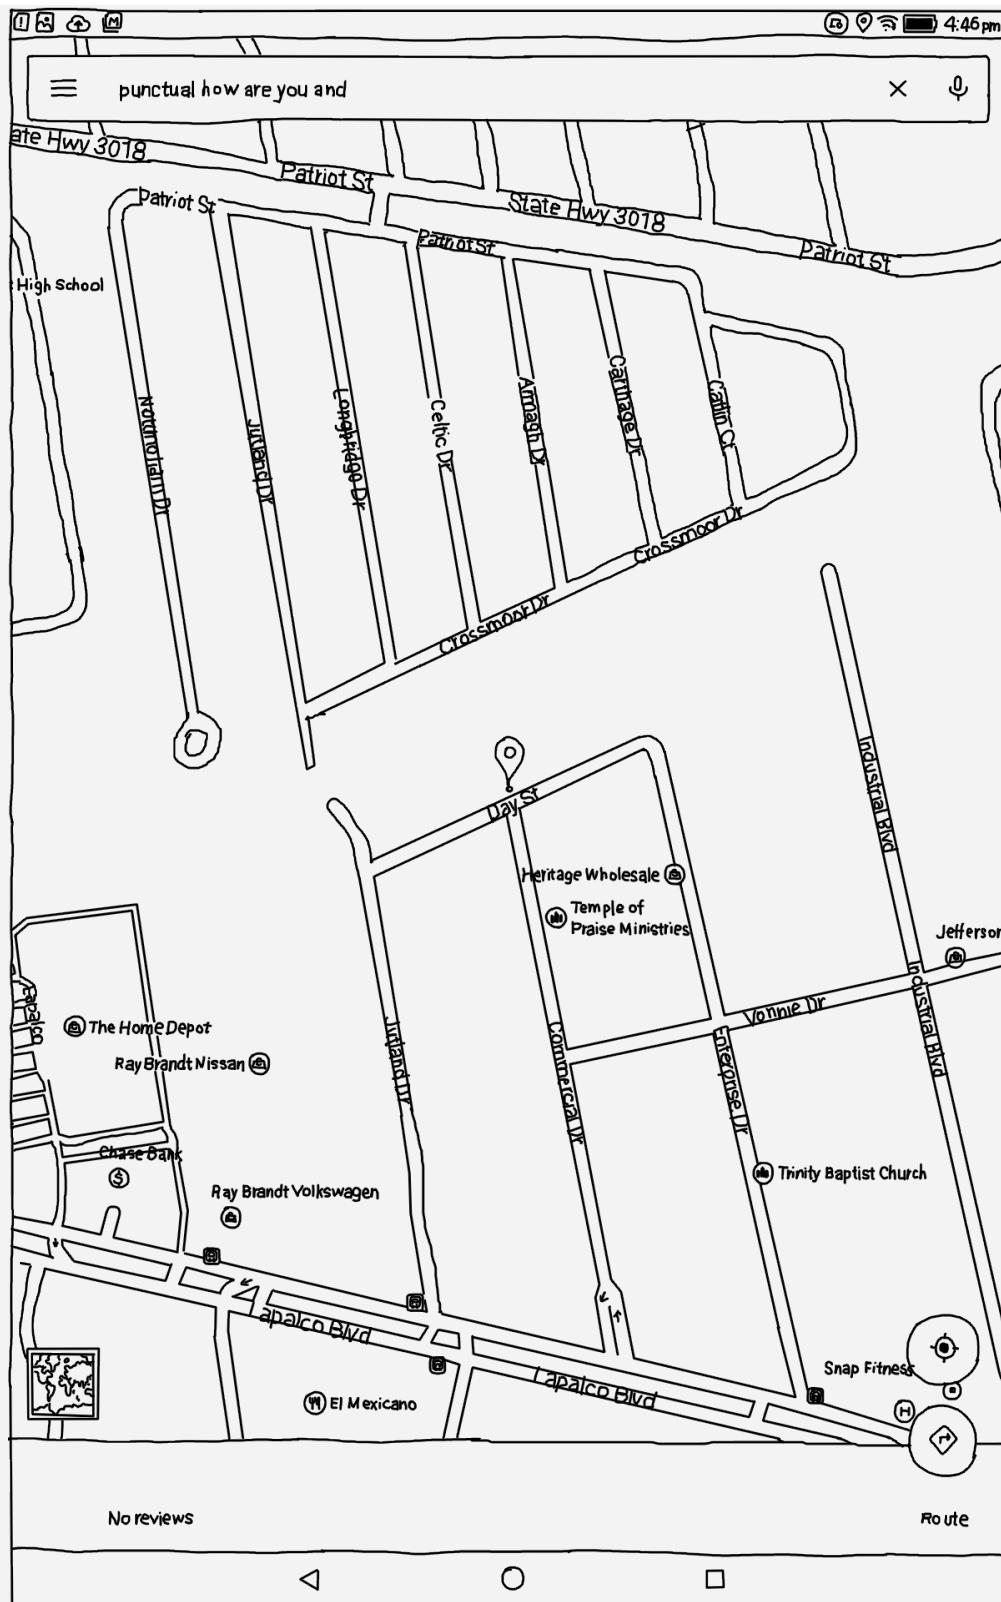 4:46 pm
punctual how are you and
ate Hwy 3018
Patriot St
State Hwy 3018
Patriot St
Patriot St
Patriot St
High School
Jutland Dr
Longbridge Dr
Celtic Dr
Armagh Dr
Carthage Dr
Catlin Ct
Crossmoor Dr
Crossmoor Dr
Industrial Blvd
Day St
Heritage Wholesale
Temple of
Praise Ministries
Jefferson
Vonnie Dr
Industrial Blvd
The Home Depot
Ray Brandt Nissan
Jutland Dr
Commercial Dr
Enterprise Dr
Chase Bank
Trinity Baptist Church
Ray Brandt Volkswagen
apalco Blvd
Lapalco Blvd
Snap Fitness
H
El Mexicano
No reviews
Route